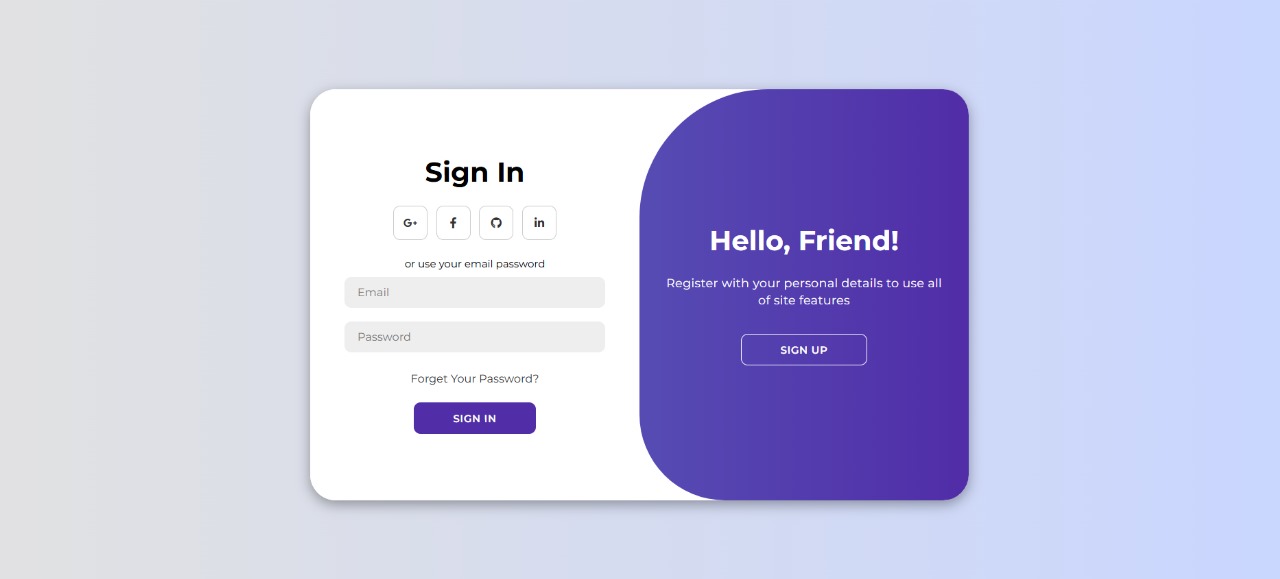 Sign In
G+ f in
or use your email password
Email
Password
Forget Your Password?
SIGN IN
Hello, Friend!
Register with your personal details to use all
of site features
SIGN UP